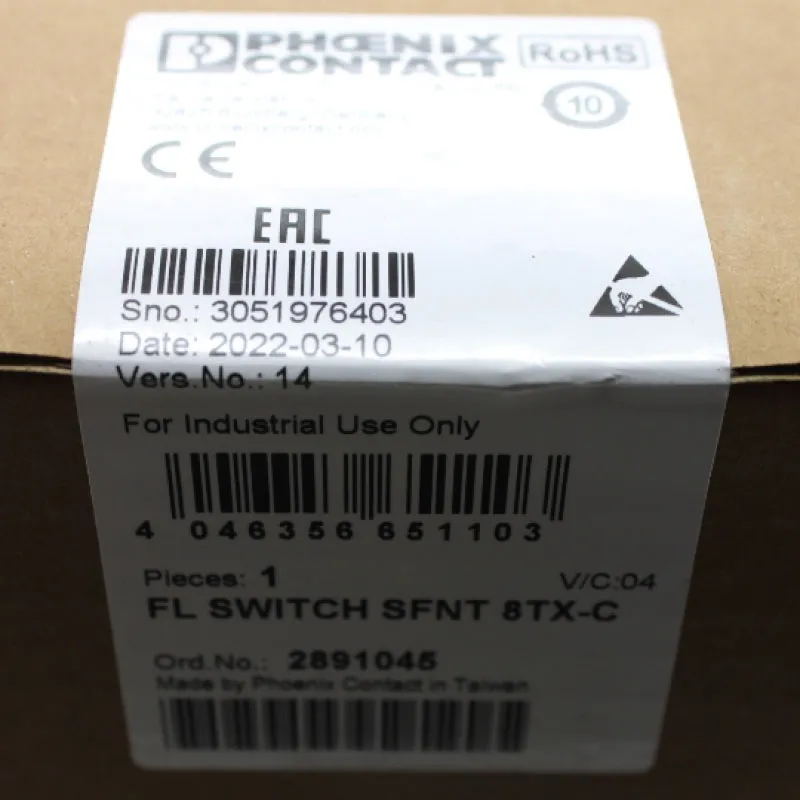 PHŒNIX
CONTACT
RoHS
10
CE
EAC
Sno.: 3051976403
Date: 2022-03-10
Vers.No.: 14
For Industrial Use Only
4 046356 651103
Pieces: 1
V/C:04
FL SWITCH SFNT 8TX-C
Ord.No.: 2891045
Made by Phoenix Contact in Taiwan